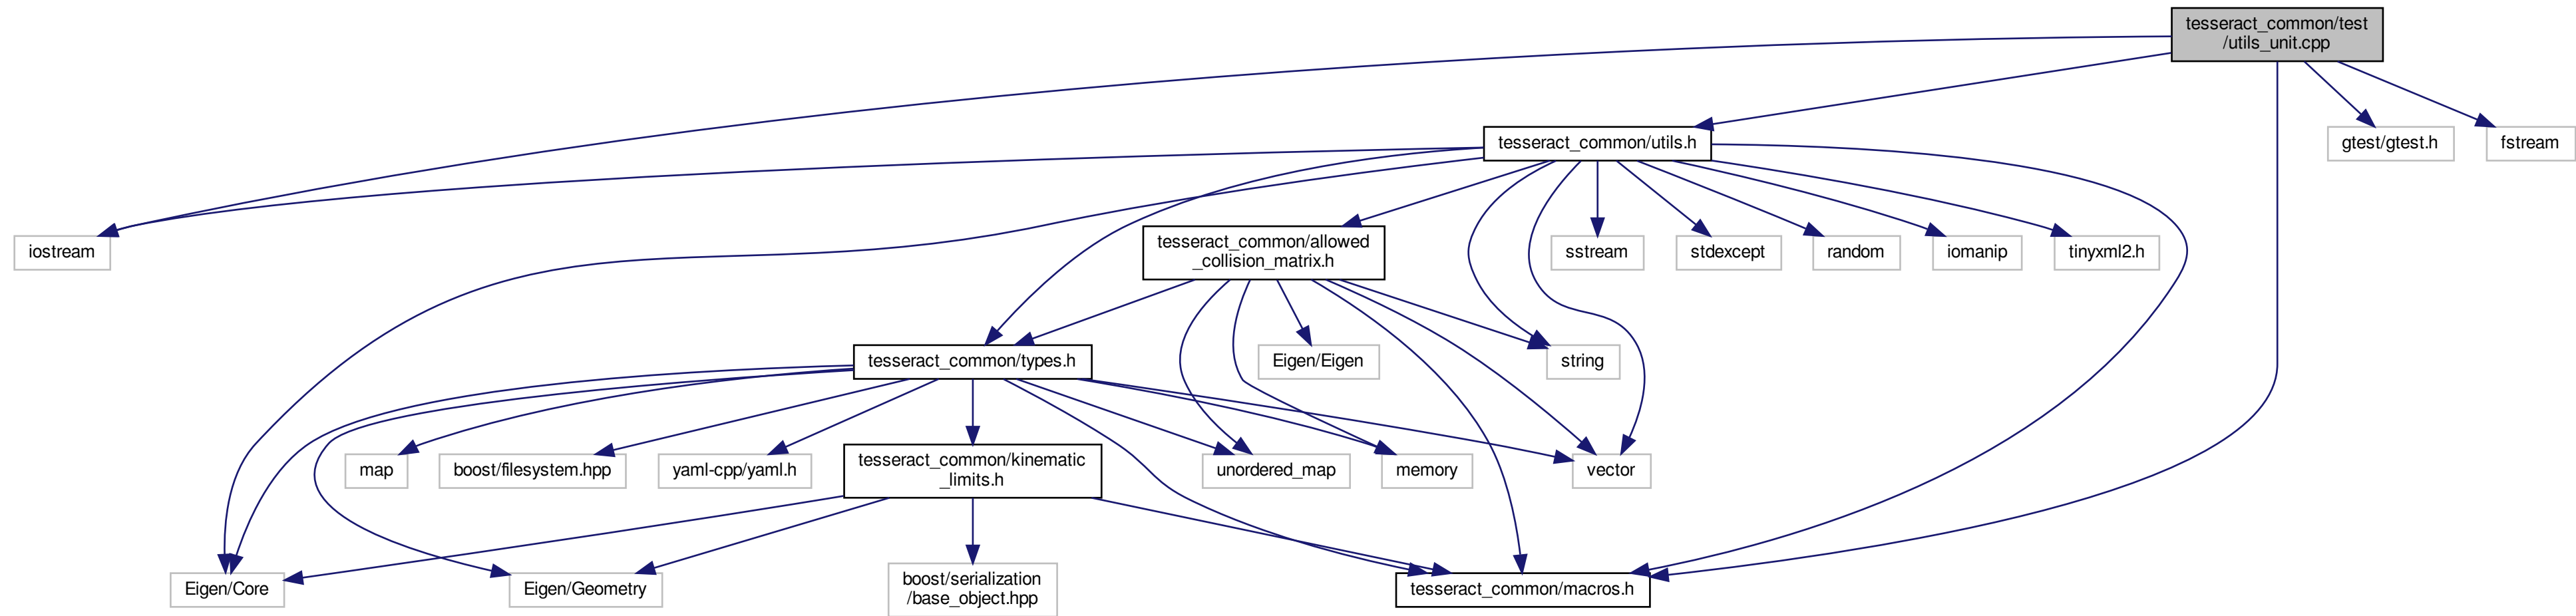 tesseract_common/test
/utils_unit.cpp
tesseract_common/utils.h
gtest/gtest.h
fstream
iostream
tesseract_common/allowed
_collision_matrix.h
sstream
stdexcept
random
iomanip
tinyxml2.h
tesseract_common/types.h
Eigen/Eigen
string
map
boost/filesystem.hpp
yaml-cpp/yaml.h
tesseract_common/kinematic
_limits.h
unordered_map
memory
vector
Eigen/Core
Eigen/Geometry
boost/serialization
/base_object.hpp
tesseract_common/macros.h